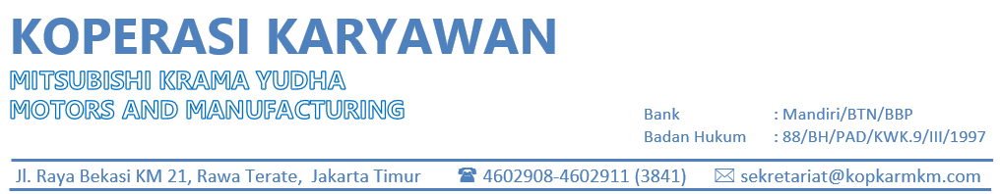 KOPERASI KARYAWAN
MITSUBISHI KRAMA YUDHA
MOTORS AND MANUFACTURING
Bank : Mandiri/BTN/BBP
Badan Hukum : 88/BH/PAD/KWK.9/III/1997
Jl. Raya Bekasi KM 21, Rawa Terate, Jakarta Timur ☎ 4602908-4602911 (3841) ✉ sekretariat@kopkarmkm.com